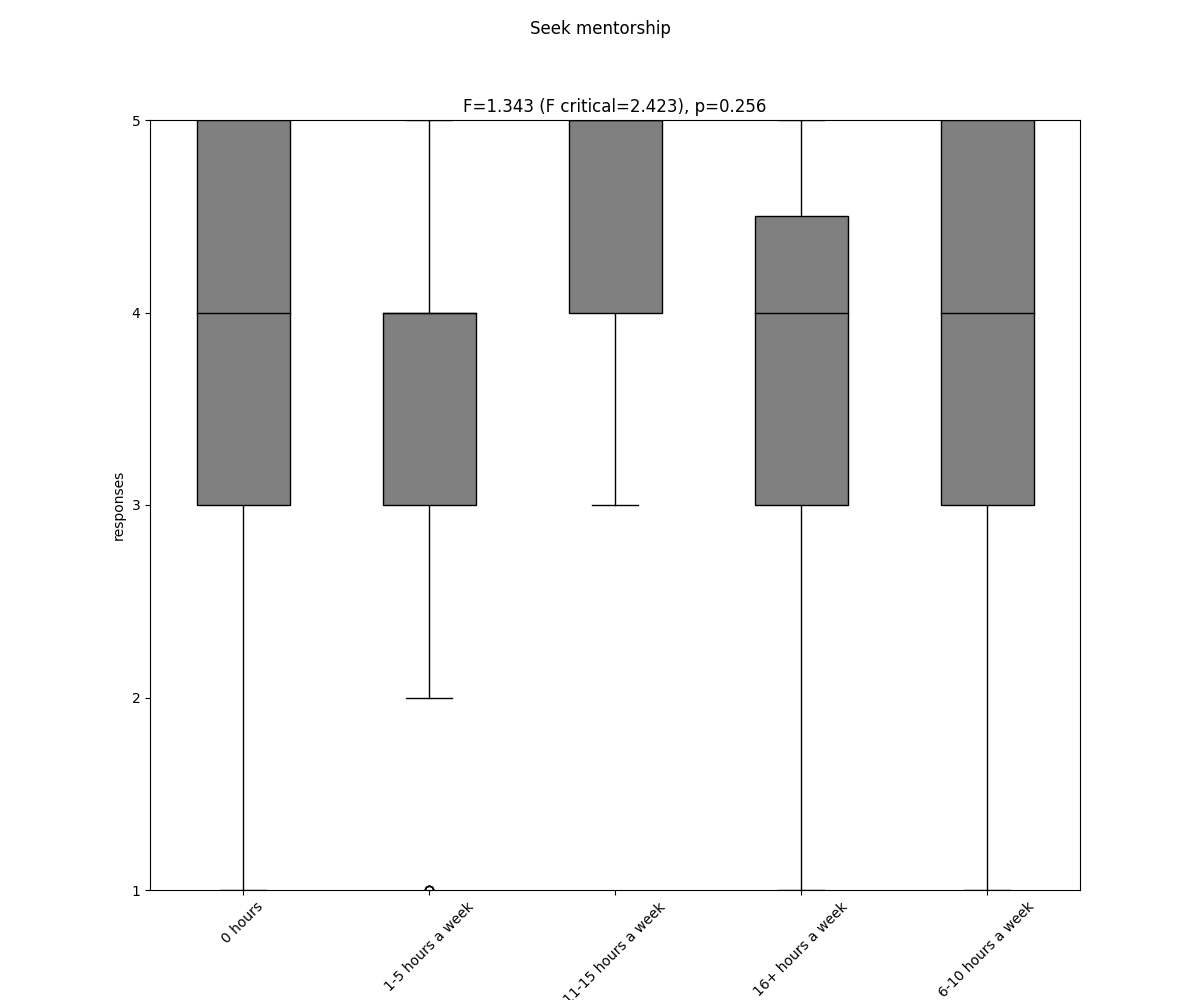 Seek mentorship
F=1.343 (F critical=2.423), p=0.256
5
4
3
2
1
responses
0 hours
1-5 hours a week
11-15 hours a week
16+ hours a week
6-10 hours a week